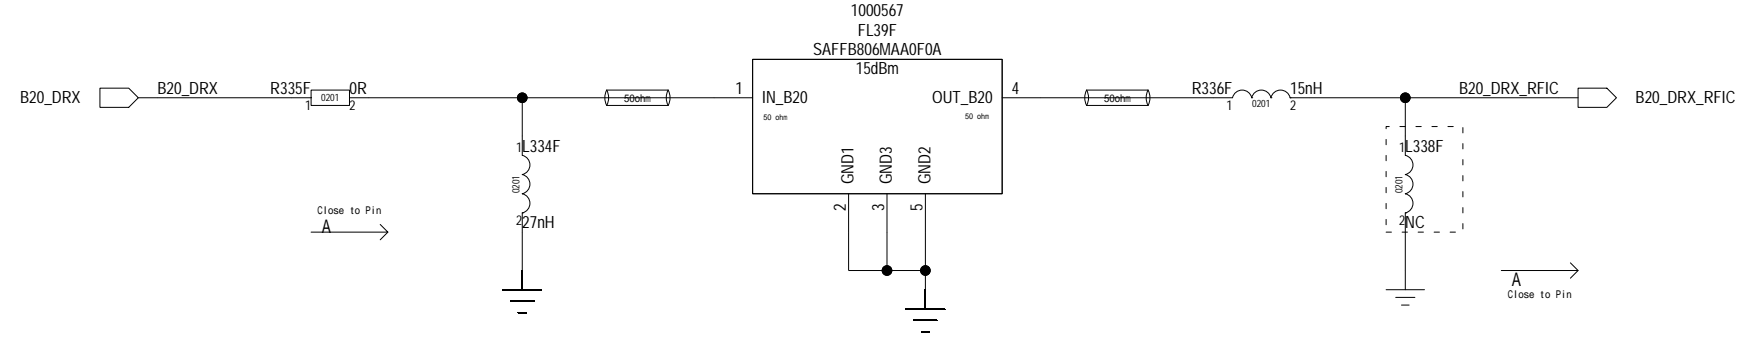 1000567
FL39F
SAFFB806MAA0F0A
15dBm
B20_DRX
B20_DRX
R335F
0R
1
0201
2
50ohm
1
IN_B20
50 ohm
OUT_B20
50 ohm
4
50ohm
R336F
15nH
1
0201
2
B20_DRX_RFIC
B20_DRX_RFIC
1
L334F
0201
2
27nH
GND1
GND3
GND2
2
3
5
1
L338F
0201
2
NC
Close to Pin
A
A
Close to Pin